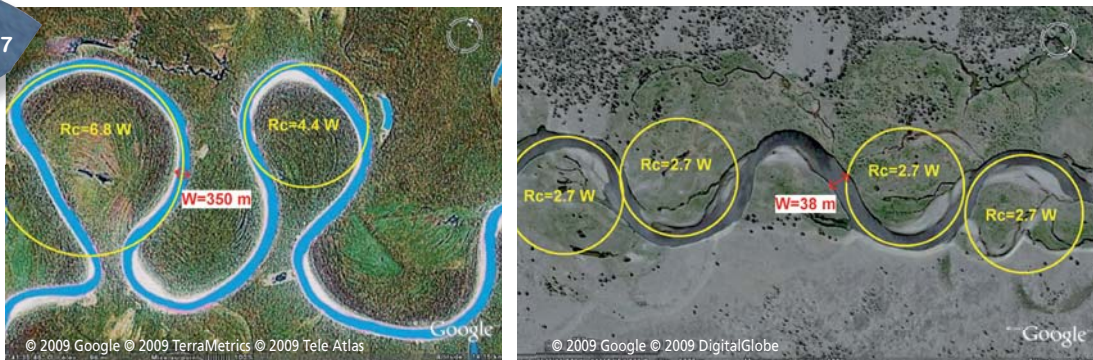 7
Rc=6.8 W
Rc=4.4 W
W=350 m
Google
© 2009 Google © 2009 TerraMetrics © 2009 Tele Atlas
Rc=2.7 W
Rc=2.7 W
Rc=2.7 W
W=38 m
Rc=2.7 W
Google
© 2009 Google © 2009 DigitalGlobe